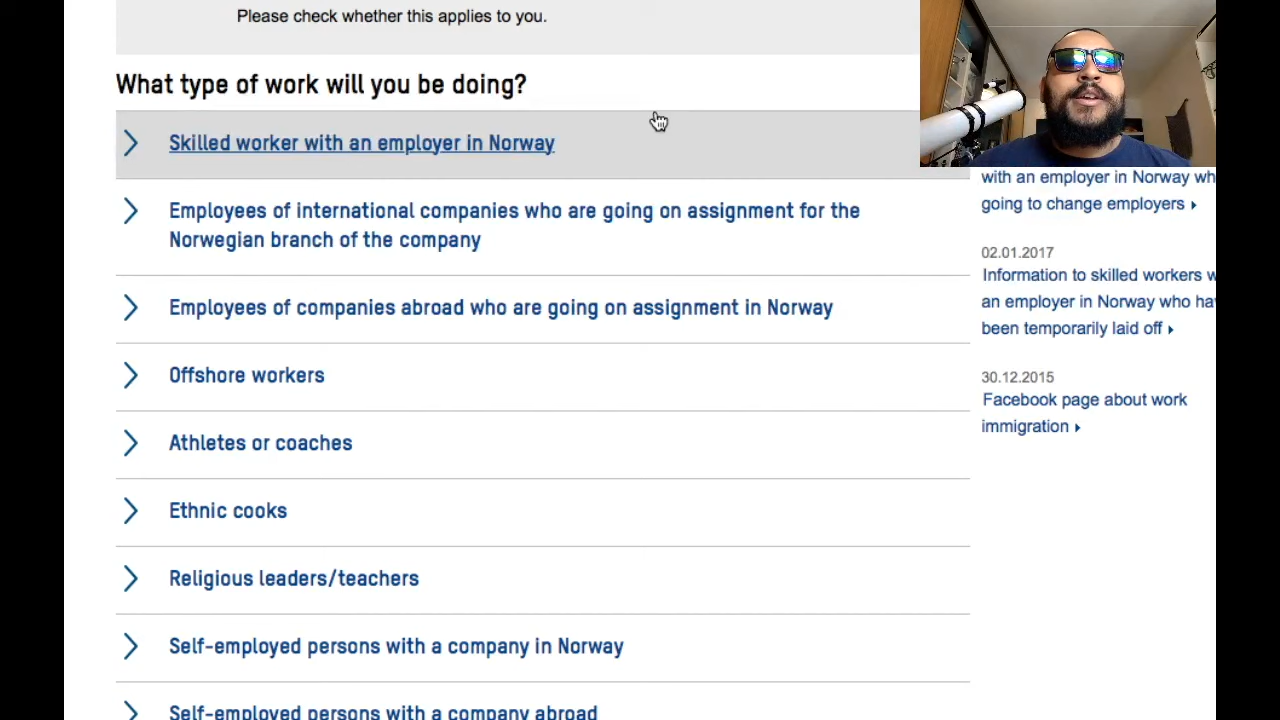 Please check whether this applies to you.
What type of work will you be doing?
Skilled worker with an employer in Norway
Employees of international companies who are going on assignment for the
Norwegian branch of the company
Employees of companies abroad who are going on assignment in Norway
Offshore workers
Athletes or coaches
Ethnic cooks
Religious leaders/teachers
Self-employed persons with a company in Norway
Self-employed persons with a company abroad
with an employer in Norway wh
going to change employers
02.01.2017
Information to skilled workers w
an employer in Norway who ha
been temporarily laid off
30.12.2015
Facebook page about work
immigration